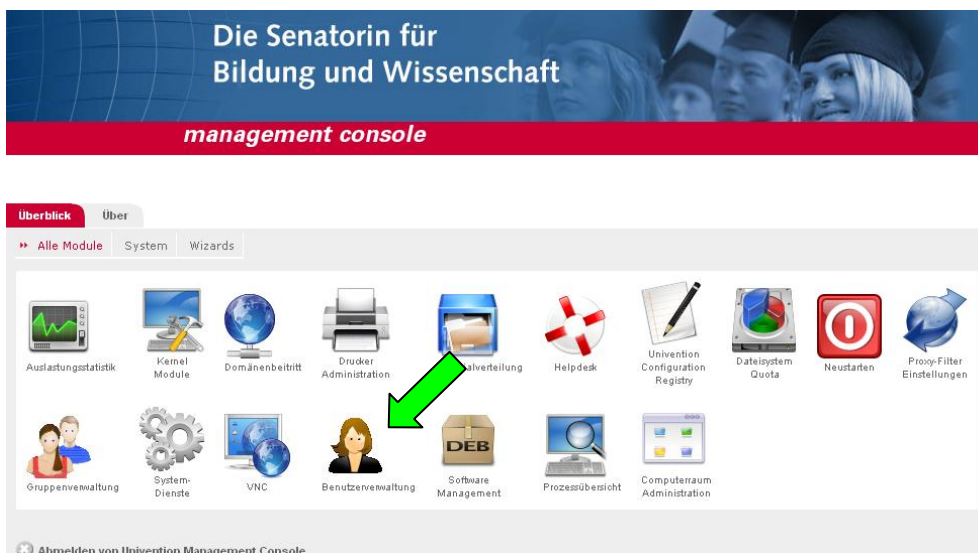 Die Senatorin für
Bildung und Wissenschaft
management console
Überblick Über
Alle Module System Wizards
Auslastungsstatistik
Kernel
Module
Domänenbeitritt
Drucker
Administration
Helpdesk
Univention
Configuration
Registry
Dateisystem
Quota
Neustarten
Proxy-Filter
Einstellungen
Gruppenverwaltung
System-
Dienste
VNC
Benutzerverwaltung
DEB
Software
Management
Prozessübersicht
Computerraum
Administration
Abmelden von Univention Management Console